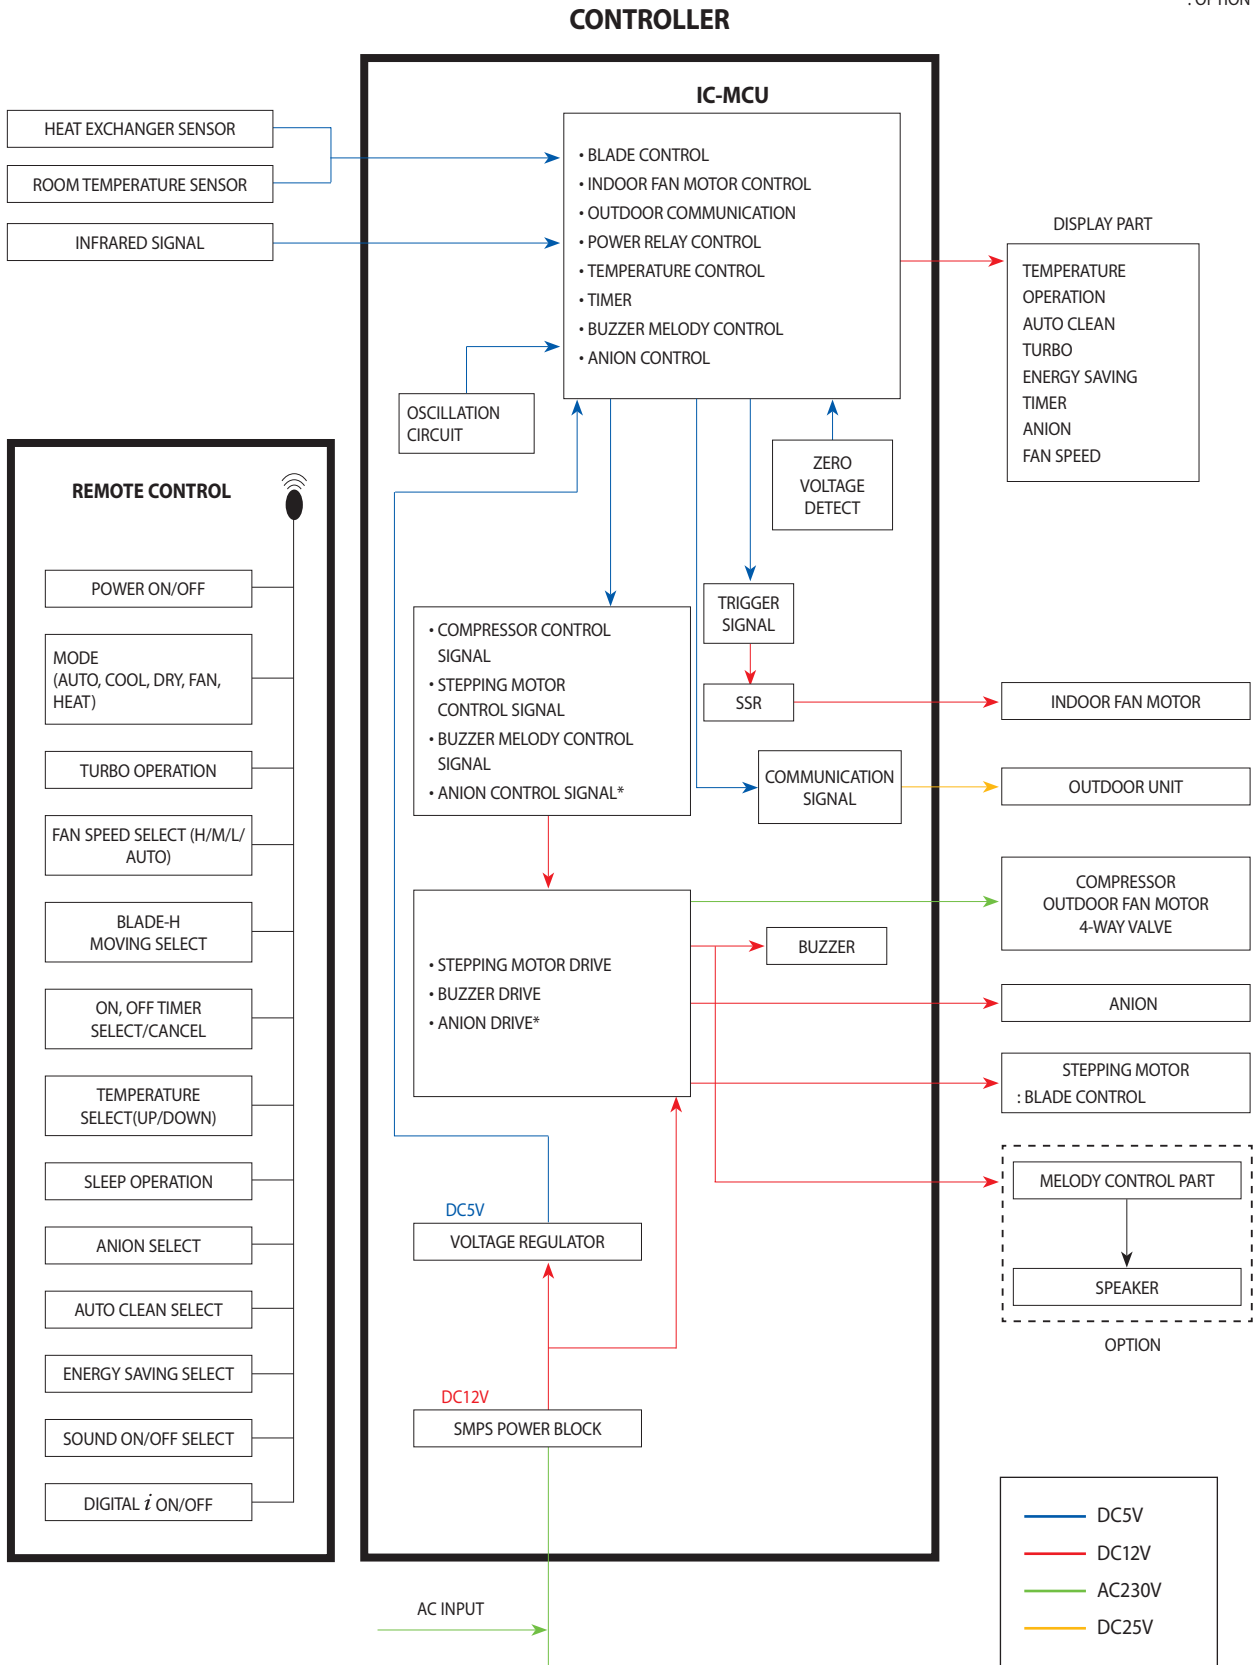 : OPTION
CONTROLLER
IC-MCU
HEAT EXCHANGER SENSOR
ROOM TEMPERATURE SENSOR
INFRARED SIGNAL
• BLADE CONTROL
• INDOOR FAN MOTOR CONTROL
• OUTDOOR COMMUNICATION
• POWER RELAY CONTROL
• TEMPERATURE CONTROL
• TIMER
• BUZZER MELODY CONTROL
• ANION CONTROL
DISPLAY PART
TEMPERATURE
OPERATION
AUTO CLEAN
TURBO
ENERGY SAVING
TIMER
ANION
FAN SPEED
OSCILLATION
CIRCUIT
ZERO
VOLTAGE
DETECT
REMOTE CONTROL
POWER ON/OFF
MODE
(AUTO, COOL, DRY, FAN,
HEAT)
TURBO OPERATION
FAN SPEED SELECT (H/M/L/
AUTO)
BLADE-H
MOVING SELECT
ON, OFF TIMER
SELECT/CANCEL
TEMPERATURE
SELECT(UP/DOWN)
SLEEP OPERATION
ANION SELECT
AUTO CLEAN SELECT
ENERGY SAVING SELECT
SOUND ON/OFF SELECT
DIGITAL i ON/OFF
• COMPRESSOR CONTROL
SIGNAL
• STEPPING MOTOR
CONTROL SIGNAL
• BUZZER MELODY CONTROL
SIGNAL
• ANION CONTROL SIGNAL*
TRIGGER
SIGNAL
SSR
COMMUNICATION
SIGNAL
INDOOR FAN MOTOR
OUTDOOR UNIT
COMPRESSOR
OUTDOOR FAN MOTOR
4-WAY VALVE
• STEPPING MOTOR DRIVE
• BUZZER DRIVE
• ANION DRIVE*
BUZZER
ANION
STEPPING MOTOR
: BLADE CONTROL
MELODY CONTROL PART
SPEAKER
OPTION
DC5V
VOLTAGE REGULATOR
DC12V
SMPS POWER BLOCK
AC INPUT
DC5V
DC12V
AC230V
DC25V